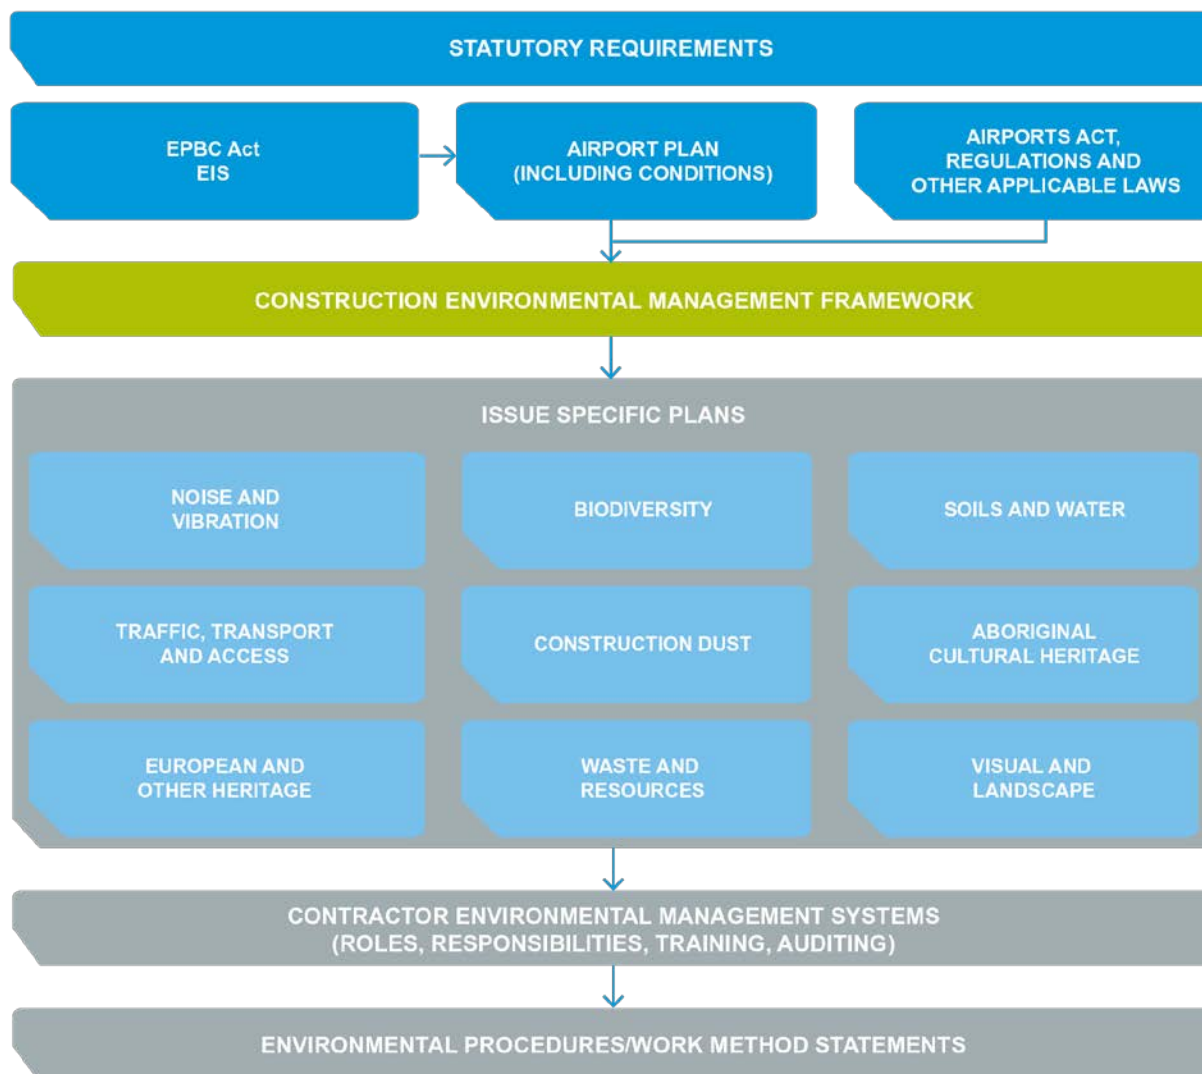 STATUTORY REQUIREMENTS
EPBC Act
EIS
AIRPORT PLAN
(INCLUDING CONDITIONS)
AIRPORTS ACT,
REGULATIONS AND
OTHER APPLICABLE LAWS
CONSTRUCTION ENVIRONMENTAL MANAGEMENT FRAMEWORK
ISSUE SPECIFIC PLANS
NOISE AND
VIBRATION
BIODIVERSITY
SOILS AND WATER
TRAFFIC, TRANSPORT
AND ACCESS
CONSTRUCTION DUST
ABORIGINAL
CULTURAL HERITAGE
EUROPEAN AND
OTHER HERITAGE
WASTE AND
RESOURCES
VISUAL AND
LANDSCAPE
CONTRACTOR ENVIRONMENTAL MANAGEMENT SYSTEMS
(ROLES, RESPONSIBILITIES, TRAINING, AUDITING)
ENVIRONMENTAL PROCEDURES/WORK METHOD STATEMENTS